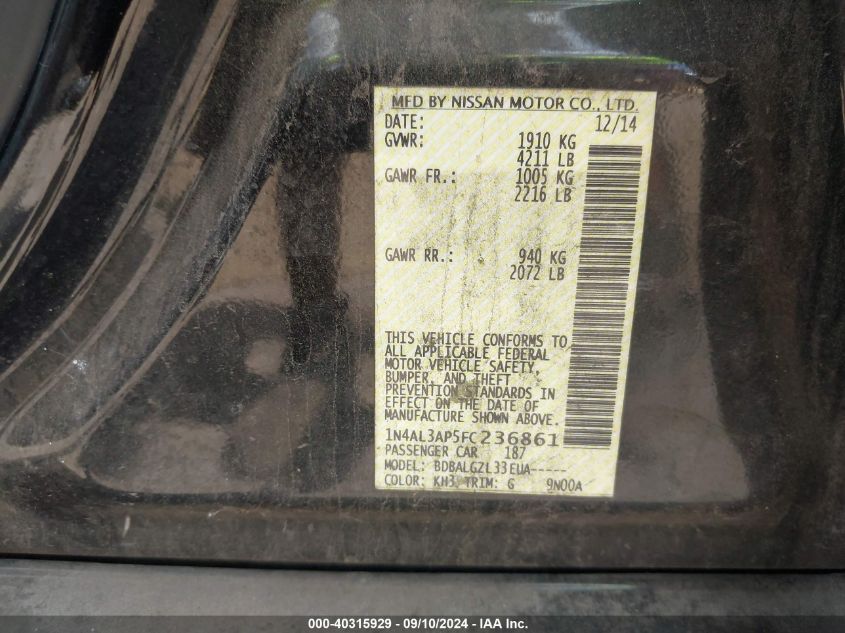 MFD BY NISSAN MOTOR CO., LTD.
DATE: 12/14
GVWR: 1910 KG
4211 LB
GAWR FR.: 1005 KG
2216 LB
GAWR RR.: 940 KG
2072 LB
THIS VEHICLE CONFORMS TO
ALL APPLICABLE FEDERAL
MOTOR VEHICLE SAFETY,
BUMPER, AND THEFT
PREVENTION STANDARDS IN
EFFECT ON THE DATE OF
MANUFACTURE SHOWN ABOVE.
1N4AL3AP5FC236861
PASSENGER CAR 187
MODEL: BDBALGZL33EUA-----
COLOR: KH3 TRIM: G 9N00A
000-40315929 - 09/10/2024 - IAA Inc.